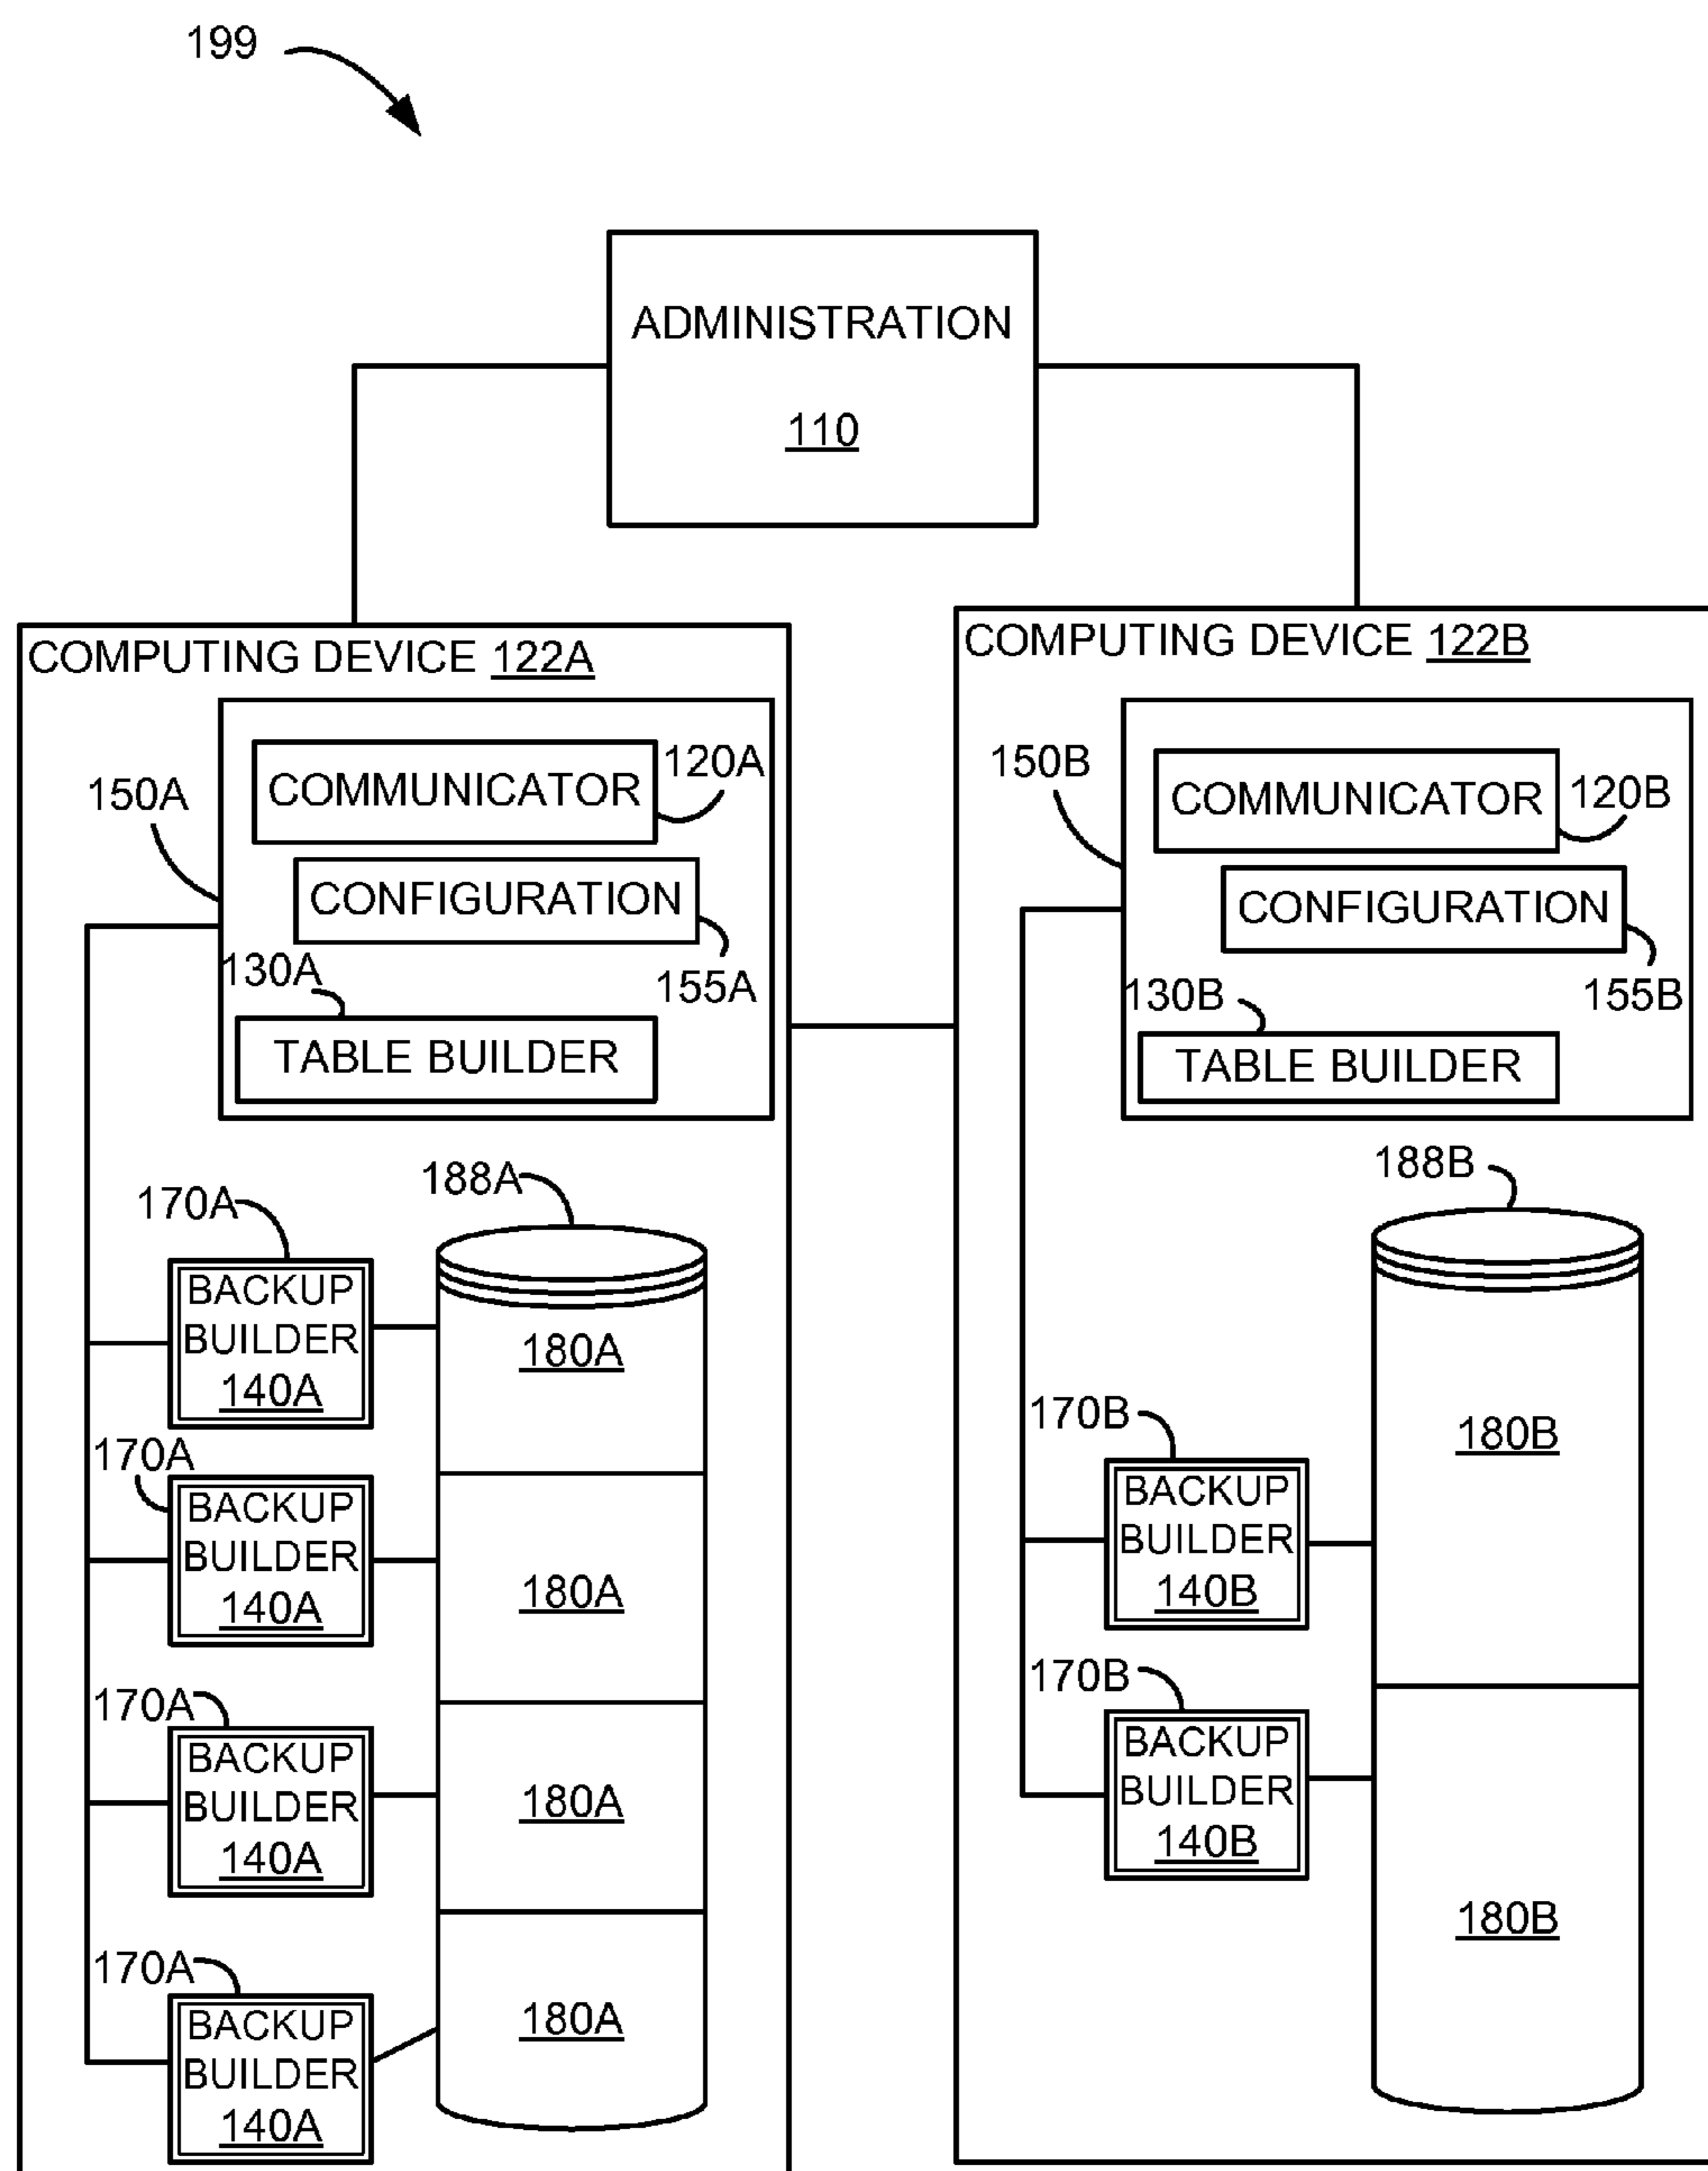 199
ADMINISTRATION
110
COMPUTING DEVICE 122A
150A
COMMUNICATOR
120A
CONFIGURATION
155A
130A
TABLE BUILDER
170A
BACKUP
BUILDER
140A
170A
BACKUP
BUILDER
140A
170A
BACKUP
BUILDER
140A
170A
BACKUP
BUILDER
140A
188A
180A
180A
180A
180A
COMPUTING DEVICE 122B
150B
COMMUNICATOR
120B
CONFIGURATION
155B
130B
TABLE BUILDER
170B
BACKUP
BUILDER
140B
170B
BACKUP
BUILDER
140B
188B
180B
180B